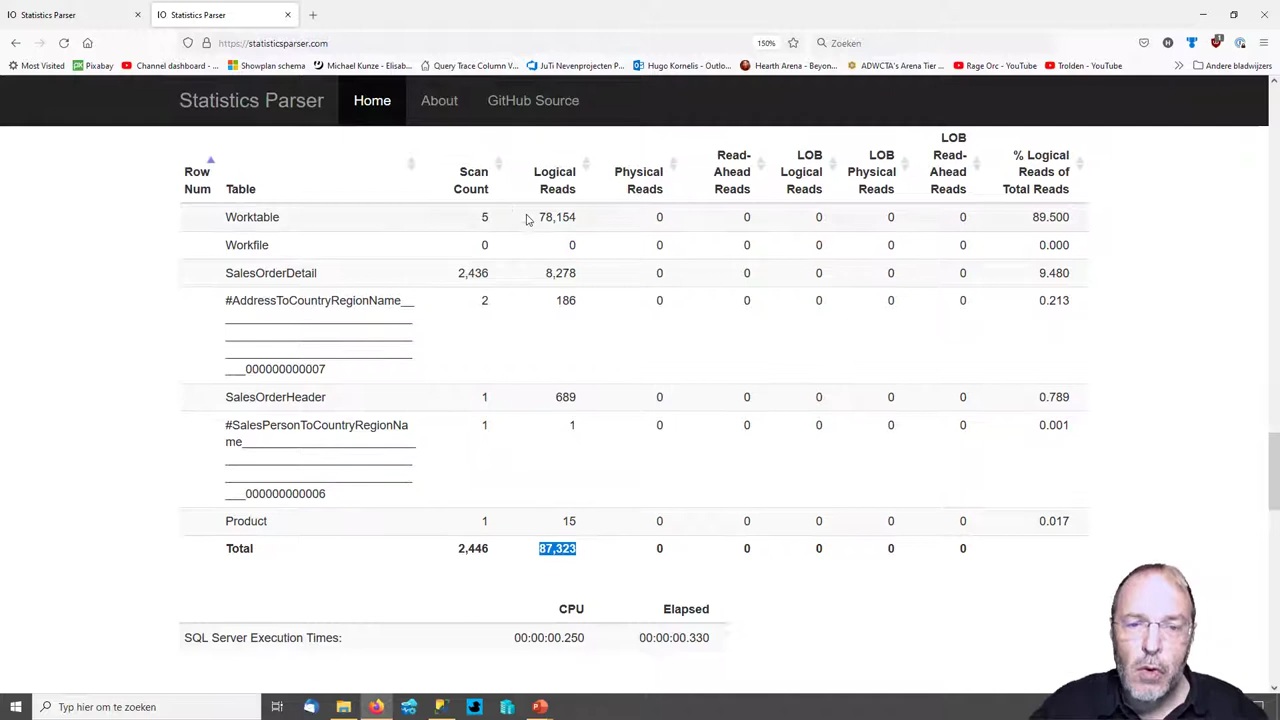 IO Statistics Parser
IO Statistics Parser
https://statisticsparser.com
150%
Zoeken
Most Visited
Pixabay
Channel dashboard - ...
Showplan schema
Michael Kunze - Elisab...
Query Trace Column V...
JuTi Nevenprojecten P...
Hugo Kornelis - Outlo...
Hearth Arena - Beyon...
ADWCTA's Arena Tier ...
Rage Orc - YouTube
Trolden - YouTube
Andere bladwijzers
Statistics Parser Home About GitHub Source
Row Num Table Scan Count Logical Reads Physical Reads Read-Ahead Reads LOB Logical Reads LOB Physical Reads LOB Read-Ahead Reads % Logical Reads of Total Reads
Worktable 5 78,154 0 0 0 0 0 89.500
Workfile 0 0 0 0 0 0 0 0.000
SalesOrderDetail 2,436 8,278 0 0 0 0 0 9.480
#AddressToCountryRegionName__ 2 186 0 0 0 0 0 0.213
___000000000007
SalesOrderHeader 1 689 0 0 0 0 0 0.789
#SalesPersonToCountryRegionNa 1 1 0 0 0 0 0 0.001
me____________________________
___000000000006
Product 1 15 0 0 0 0 0 0.017
Total 2,446 87,323 0 0 0 0 0
CPU Elapsed
SQL Server Execution Times: 00:00:00.250 00:00:00.330
Typ hier om te zoeken